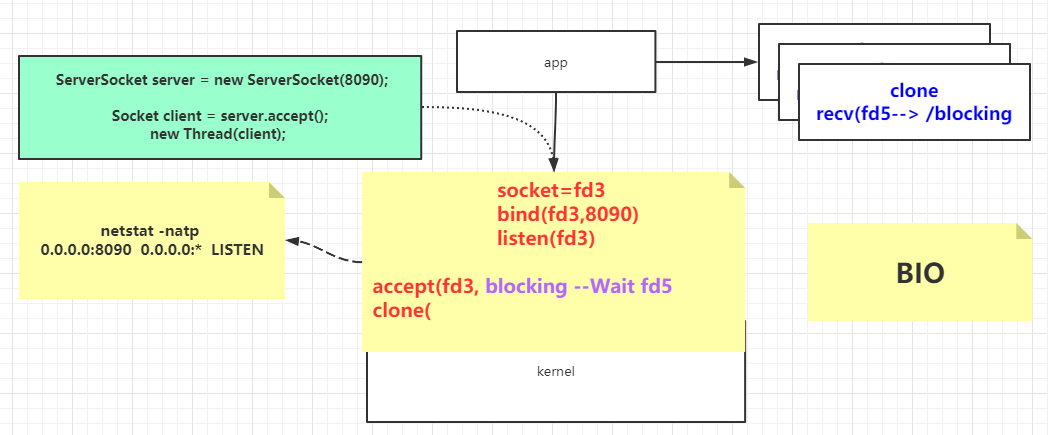 app
ServerSocket server = new ServerSocket(8090);
Socket client = server.accept();
new Thread(client);
clone
recv(fd5--> /blocking
socket=fd3
bind(fd3,8090)
listen(fd3)
accept(fd3, blocking --Wait fd5
clone(
netstat -natp
0.0.0.0:8090 0.0.0.0:* LISTEN
BIO
kernel